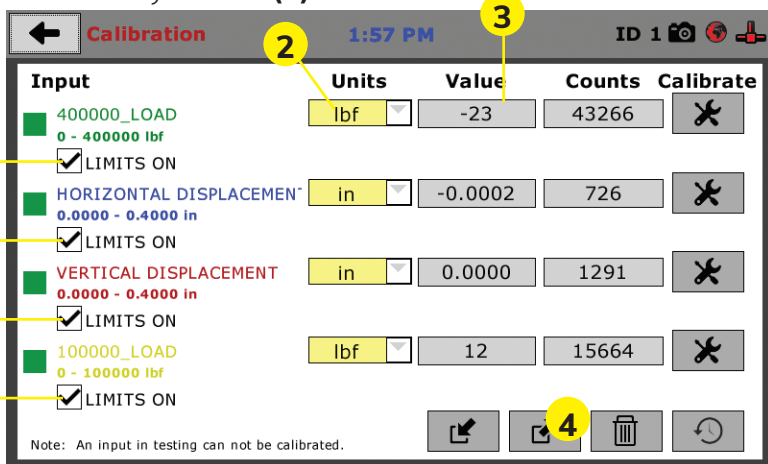 Calibration 1:57 PM ID 1
2 3
Input Units Value Counts Calibrate
400000_LOAD lbf -23 43266
0 - 400000 lbf
LIMITS ON
HORIZONTAL DISPLACEMEN in -0.0002 726
0.0000 - 0.4000 in
LIMITS ON
VERTICAL DISPLACEMENT in 0.0000 1291
0.0000 - 0.4000 in
LIMITS ON
100000_LOAD lbf 12 15664
0 - 100000 lbf
LIMITS ON
4
Note: An input in testing can not be calibrated.